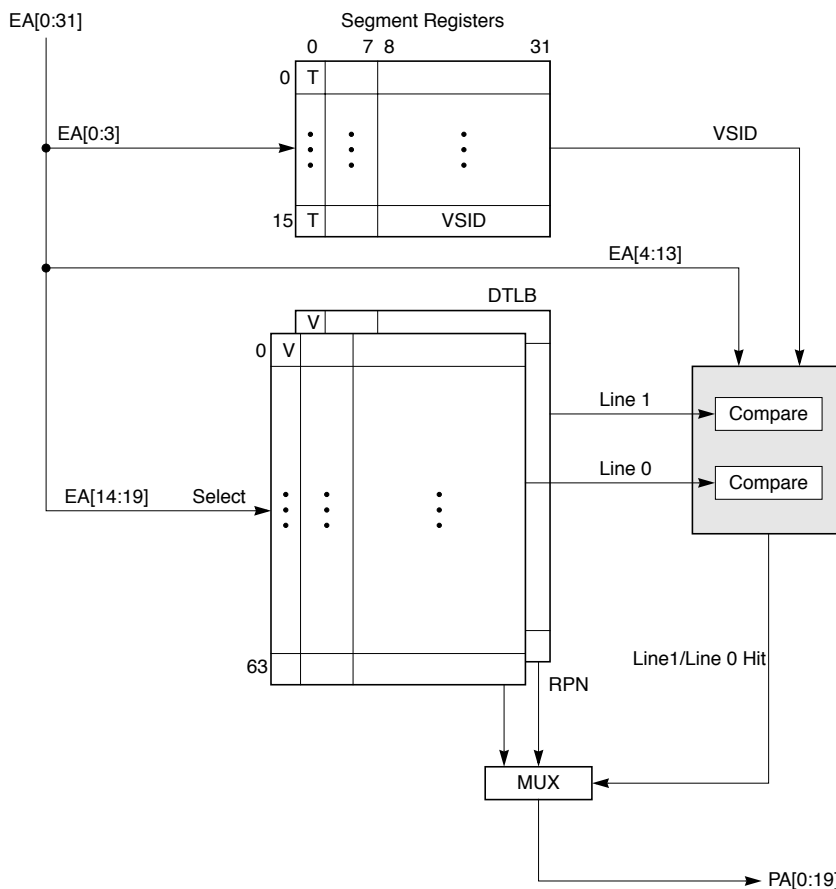 EA[0:31]
Segment Registers
0 7 8 31
0 T
EA[0:3]
VSID
15 T VSID
EA[4:13]
DTLB
V
0 V
Line 1
Compare
Line 0
Compare
EA[14:19] Select
63
Line1/Line 0 Hit
RPN
MUX
PA[0:19]